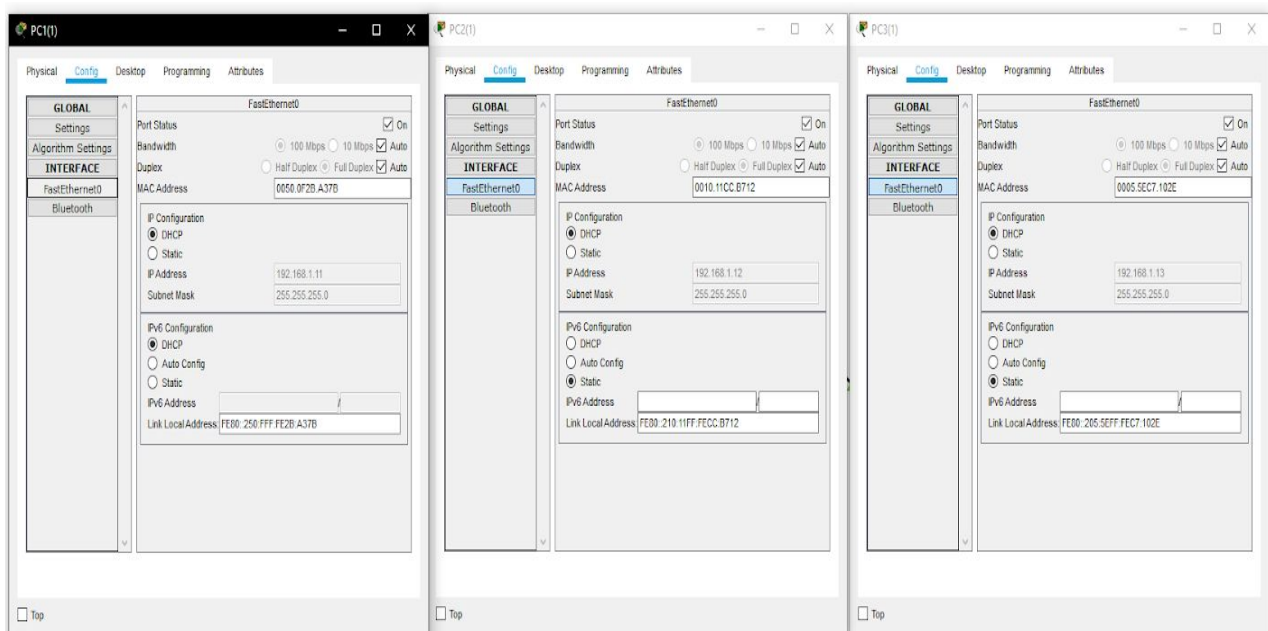 PC1(1)
Physical Config Desktop Programming Attributes
GLOBAL
Settings
Algorithm Settings
INTERFACE
FastEthernet0
Bluetooth
FastEthernet0
Port Status On
Bandwidth 100 Mbps 10 Mbps Auto
Duplex Half Duplex Full Duplex Auto
MAC Address 0050.0F2B.A37B
IP Configuration
DHCP
Static
IP Address 192.168.1.11
Subnet Mask 255.255.255.0
IPv6 Configuration
DHCP
Auto Config
Static
IPv6 Address /
Link Local Address: FE80::250:FFF:FE2B:A37B
Top
PC2(1)
Physical Config Desktop Programming Attributes
GLOBAL
Settings
Algorithm Settings
INTERFACE
FastEthernet0
Bluetooth
FastEthernet0
Port Status On
Bandwidth 100 Mbps 10 Mbps Auto
Duplex Half Duplex Full Duplex Auto
MAC Address 0010.11CC.B712
IP Configuration
DHCP
Static
IP Address 192.168.1.12
Subnet Mask 255.255.255.0
IPv6 Configuration
DHCP
Auto Config
Static
IPv6 Address /
Link Local Address: FE80::210:11FF:FECC:B712
Top
PC3(1)
Physical Config Desktop Programming Attributes
GLOBAL
Settings
Algorithm Settings
INTERFACE
FastEthernet0
Bluetooth
FastEthernet0
Port Status On
Bandwidth 100 Mbps 10 Mbps Auto
Duplex Half Duplex Full Duplex Auto
MAC Address 0005.5EC7.102E
IP Configuration
DHCP
Static
IP Address 192.168.1.13
Subnet Mask 255.255.255.0
IPv6 Configuration
DHCP
Auto Config
Static
IPv6 Address /
Link Local Address: FE80::205:5EFF:FEC7:102E
Top